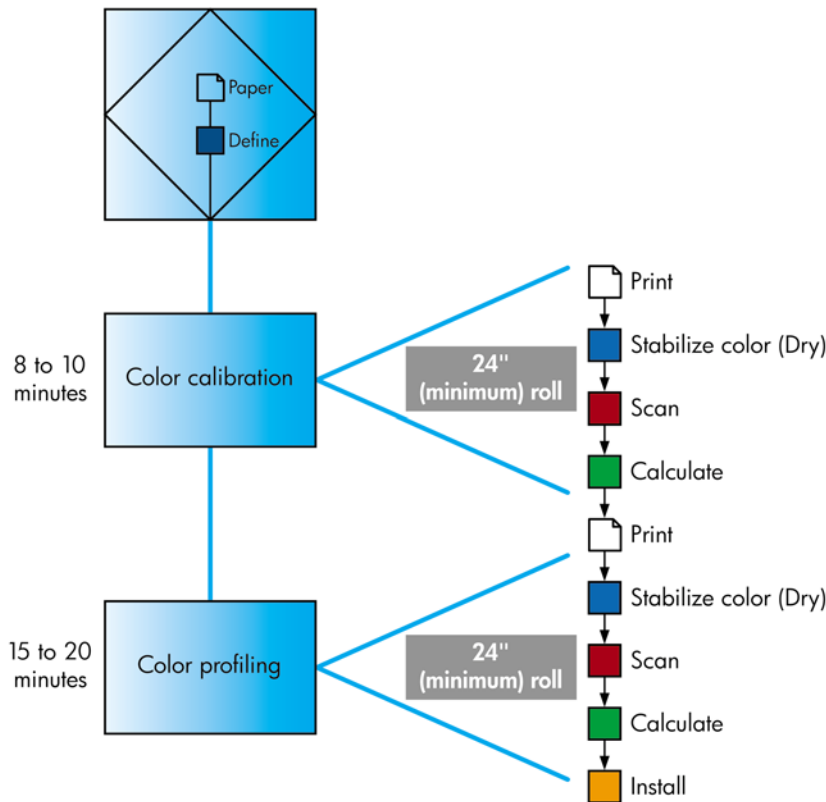 Paper
Define
Print
8 to 10
minutes
Color calibration
24"
(minimum) roll
Stabilize color (Dry)
Scan
Calculate
Print
15 to 20
minutes
Color profiling
24"
(minimum) roll
Stabilize color (Dry)
Scan
Calculate
Install